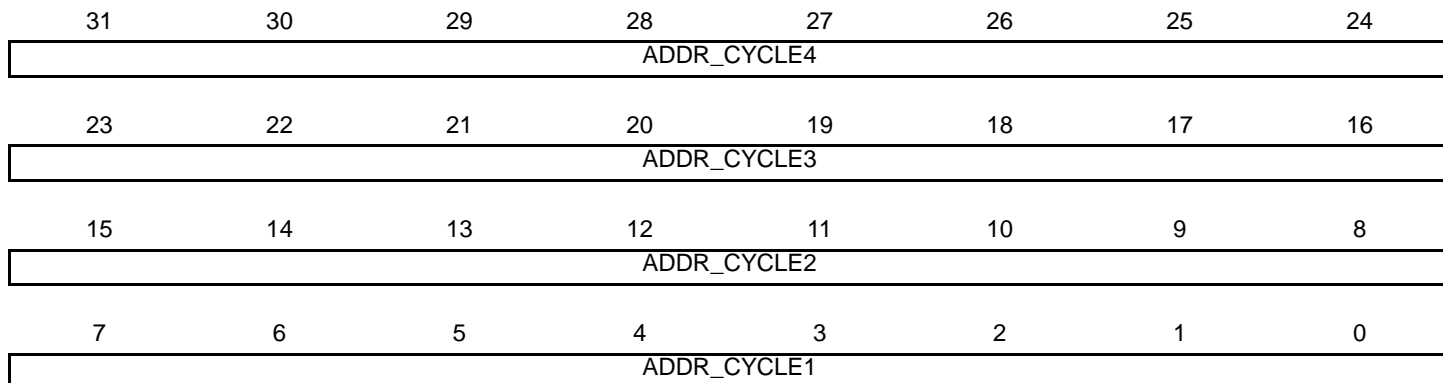 31 30 29 28 27 26 25 24
ADDR_CYCLE4
23 22 21 20 19 18 17 16
ADDR_CYCLE3
15 14 13 12 11 10 9 8
ADDR_CYCLE2
7 6 5 4 3 2 1 0
ADDR_CYCLE1